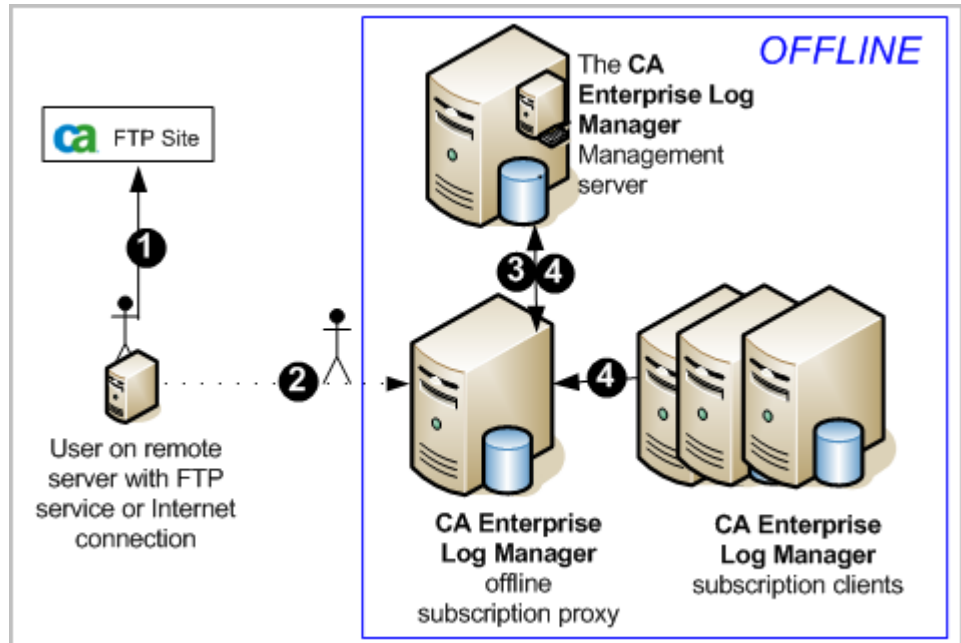 OFFLINE
The CA
Enterprise Log
Manager
Management
server
ca FTP Site
1
3 4
2
4
User on remote
server with FTP
service or Internet
connection
CA Enterprise
Log Manager
offline
subscription proxy
CA Enterprise
Log Manager
subscription clients